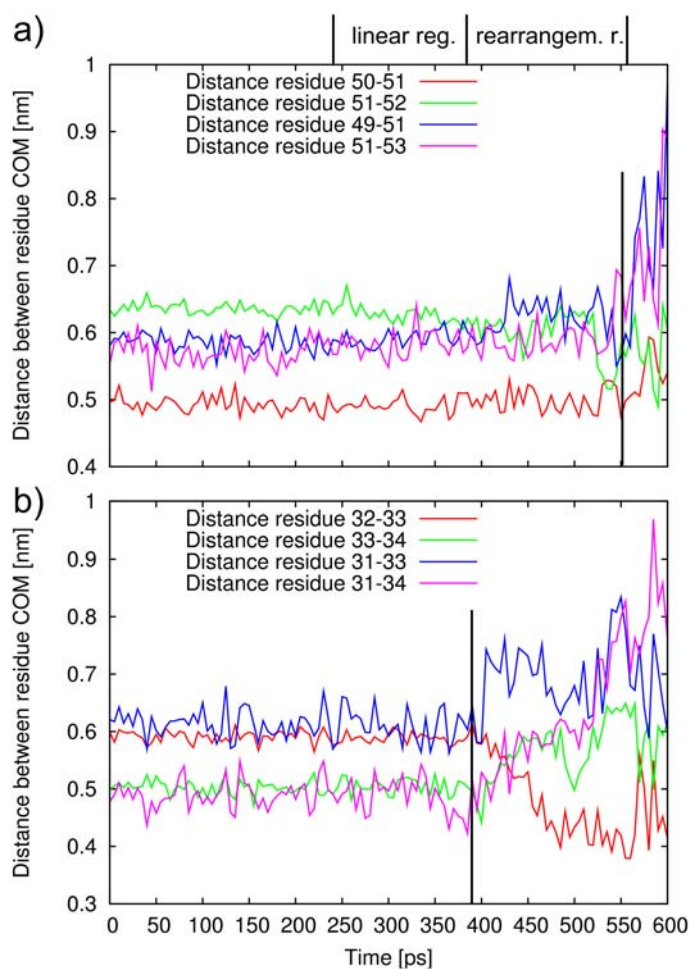 a)
linear reg. rearrangem. r.
1
0.9
0.8
0.7
0.6
0.5
0.4
Distance between residue COM [nm]
Distance residue 50-51
Distance residue 51-52
Distance residue 49-51
Distance residue 51-53
b)
1
0.9
0.8
0.7
0.6
0.5
0.4
0.3
Distance between residue COM [nm]
Distance residue 32-33
Distance residue 33-34
Distance residue 31-33
Distance residue 31-34
0 50 100 150 200 250 300 350 400 450 500 550 600
Time [ps]